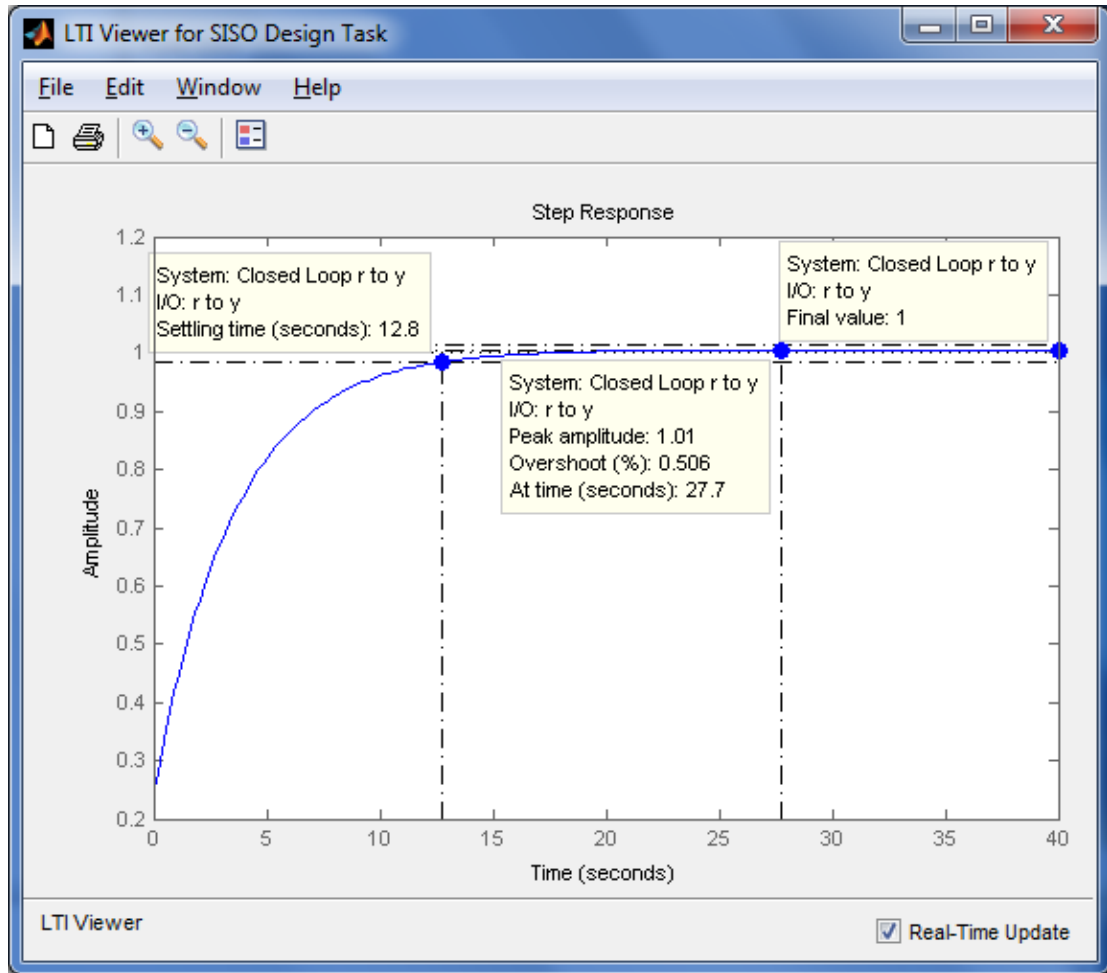 LTI Viewer for SISO Design Task
File Edit Window Help
Step Response
1.2
1.1
1
0.9
0.8
0.7
0.6
0.5
0.4
0.3
0.2
Amplitude
System: Closed Loop r to y
I/O: r to y
Settling time (seconds): 12.8
System: Closed Loop r to y
I/O: r to y
Peak amplitude: 1.01
Overshoot (%): 0.506
At time (seconds): 27.7
System: Closed Loop r to y
I/O: r to y
Final value: 1
0 5 10 15 20 25 30 35 40
Time (seconds)
LTI Viewer
Real-Time Update